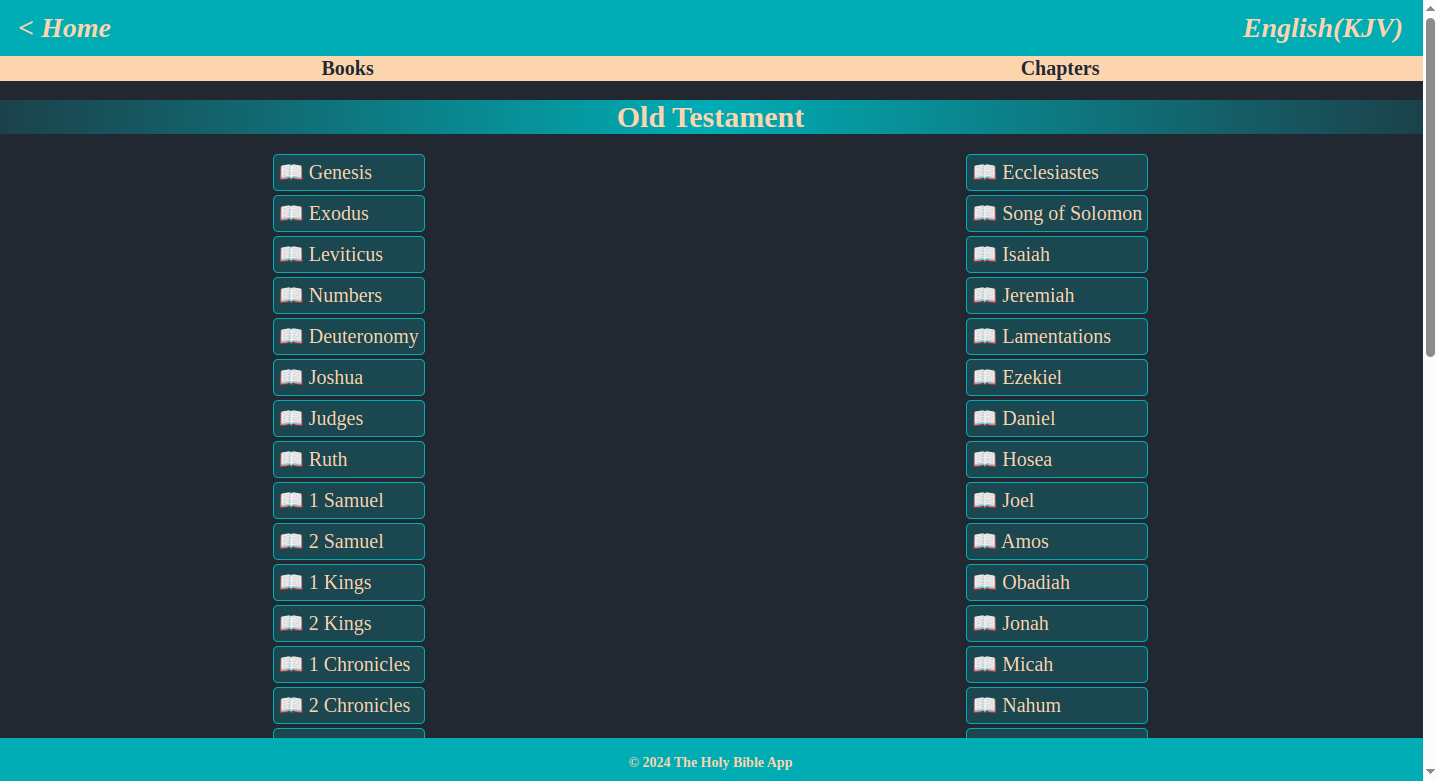 < Home
English(KJV)
Books
Chapters
Old Testament
Genesis
Exodus
Leviticus
Numbers
Deuteronomy
Joshua
Judges
Ruth
1 Samuel
2 Samuel
1 Kings
2 Kings
1 Chronicles
2 Chronicles
Ecclesiastes
Song of Solomon
Isaiah
Jeremiah
Lamentations
Ezekiel
Daniel
Hosea
Joel
Amos
Obadiah
Jonah
Micah
Nahum
© 2024 The Holy Bible App